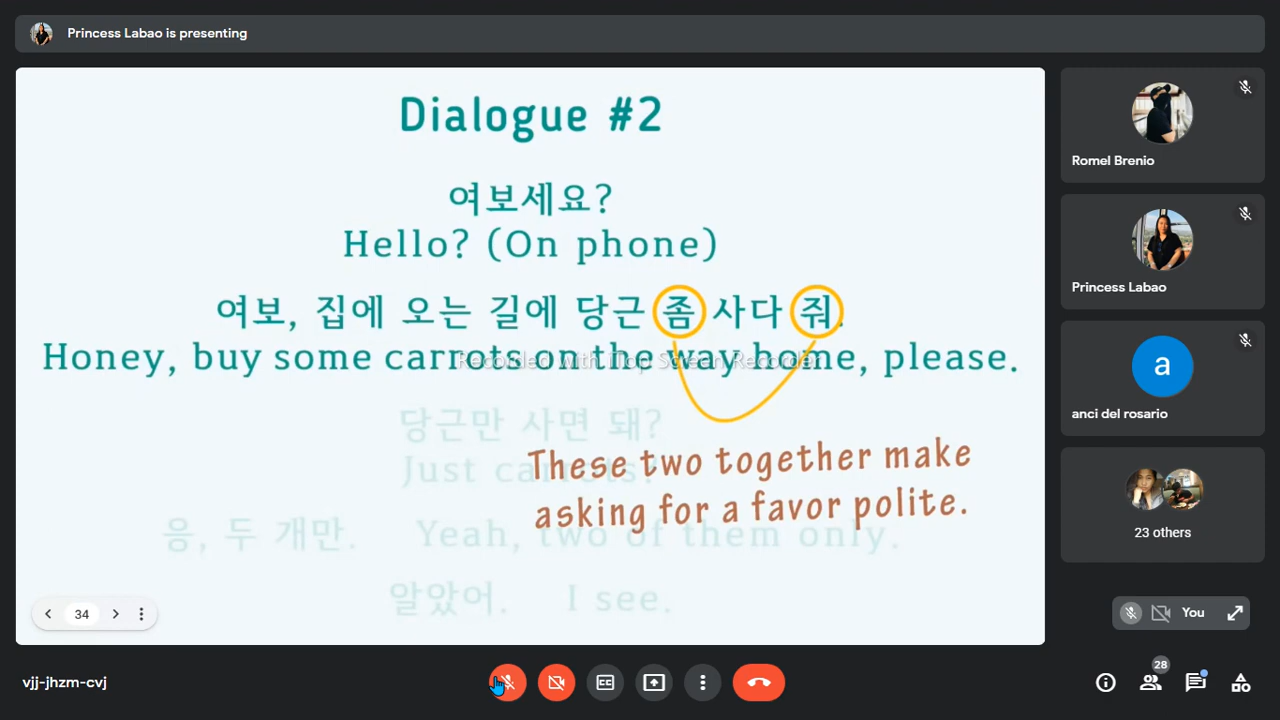 Princess Labao is presenting
Dialogue #2
여보세요?
Hello? (On phone)
여보, 집에 오는 길에 당근 좀 사다 줘.
Honey, buy some carrots on the way home, please.
Recorded with iTop Screen Recorder
당근만 사면 돼?
Just carrots?
These two together make
asking for a favor polite.
응, 두 개만. Yeah, two of them only.
알았어. I see.
34
Romel Brenio
Princess Labao
a
anci del rosario
23 others
You
vjj-jhzm-cvj
CC
28